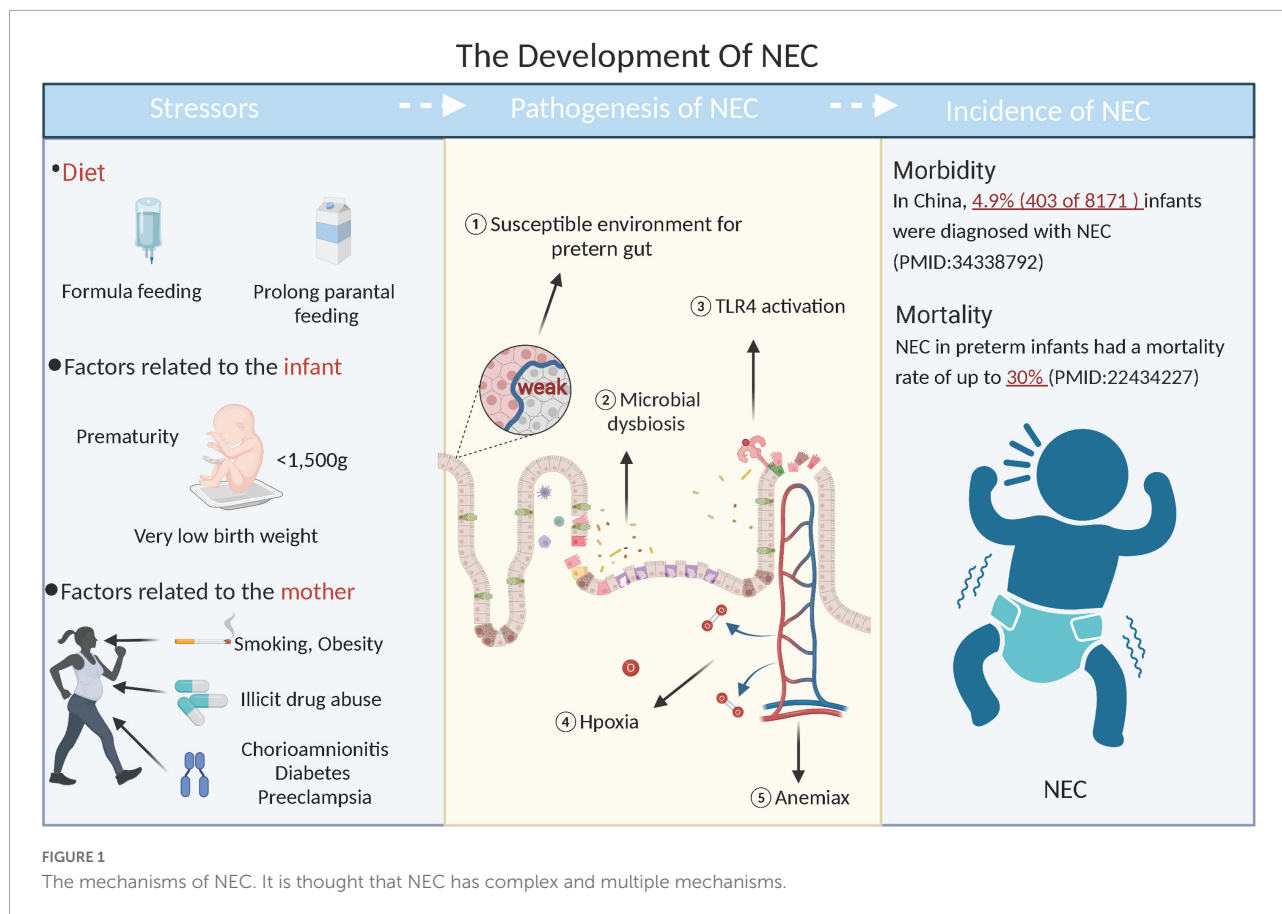 The Development Of NEC
Stressors
Pathogenesis of NEC
Incidence of NEC
•Diet
Formula feeding
Prolong parantal
feeding
●Factors related to the infant
Prematurity
<1,500g
Very low birth weight
●Factors related to the mother
Smoking, Obesity
Illicit drug abuse
Chorioamnionitis
Diabetes
Preeclampsia
① Susceptible environment for
pretern gut
weak
② Microbial
dysbiosis
③ TLR4 activation
O
O
O
O
O
④ Hpoxia
⑤ Anemiax
Morbidity
In China, 4.9% (403 of 8171 ) infants
were diagnosed with NEC
(PMID:34338792)
Mortality
NEC in preterm infants had a mortality
rate of up to 30% (PMID:22434227)
NEC
FIGURE 1
The mechanisms of NEC. It is thought that NEC has complex and multiple mechanisms.